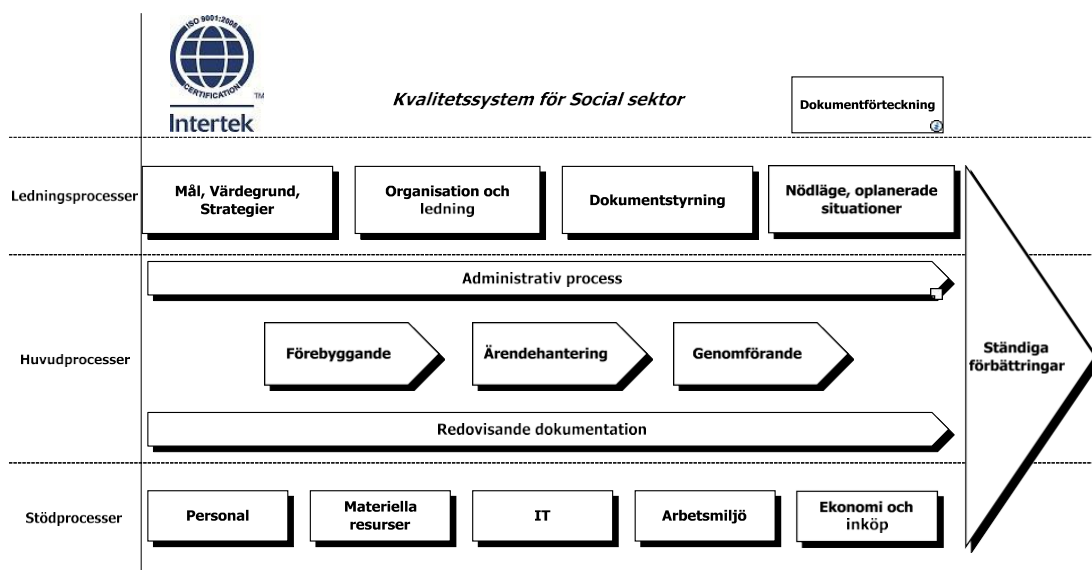 ISO 9001:2008
CERTIFICATION
TM
Intertek
Kvalitetssystem för Social sektor
Dokumentförteckning
Ledningsprocesser
Mål, Värdegrund,
Strategier
Organisation och
ledning
Dokumentstyrning
Nödläge, oplanerade
situationer
Administrativ process
Huvudprocesser
Förebyggande
Ärendehantering
Genomförande
Ständiga
förbättringar
Redovisande dokumentation
Stödprocesser
Personal
Materiella
resurser
IT
Arbetsmiljö
Ekonomi och
inköp